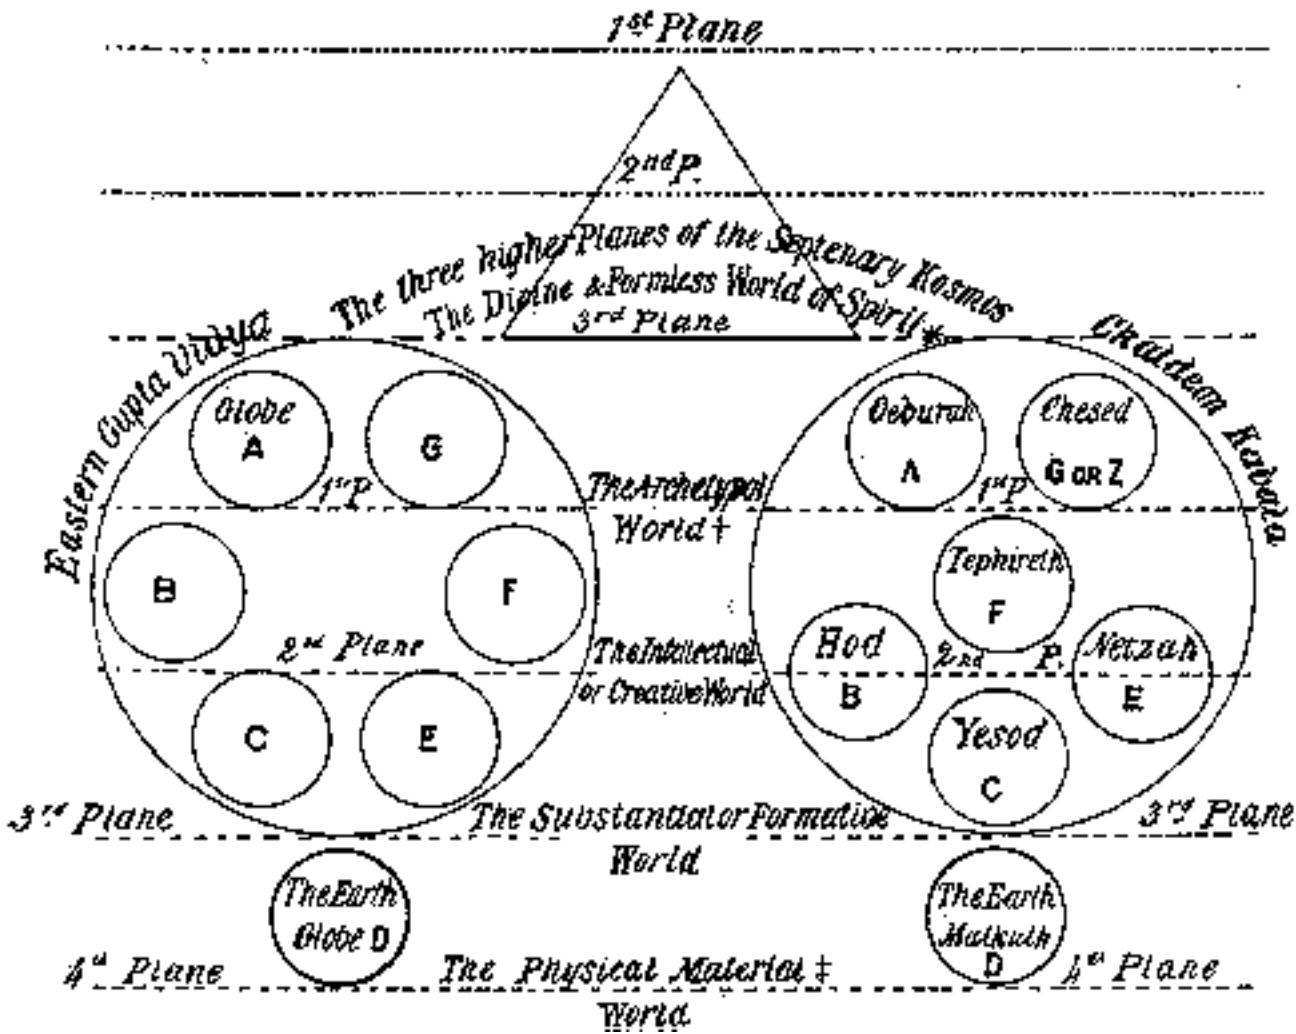 1st Plane
2nd P.
The three higher Planes of the Septenary Kosmos
The Divine & Formless World of Spirit*
3rd Plane
Eastern Gupta Vidya
Chaldean Kabala
Globe
A
G
1st P.
The Archetypal
World †
Geburah
A
Chesed
G OR Z
1st P
B
F
2nd Plane
The Intellectual
or Creative World
Tephireth
F
Hod
B
2nd P.
Netzah
E
C
E
Yesod
C
3rd Plane
The Substantial or Formative
World
3rd Plane
The Earth
Globe D
The Earth
Malkuth
D
4th Plane
The Physical Material ‡
World
4th Plane